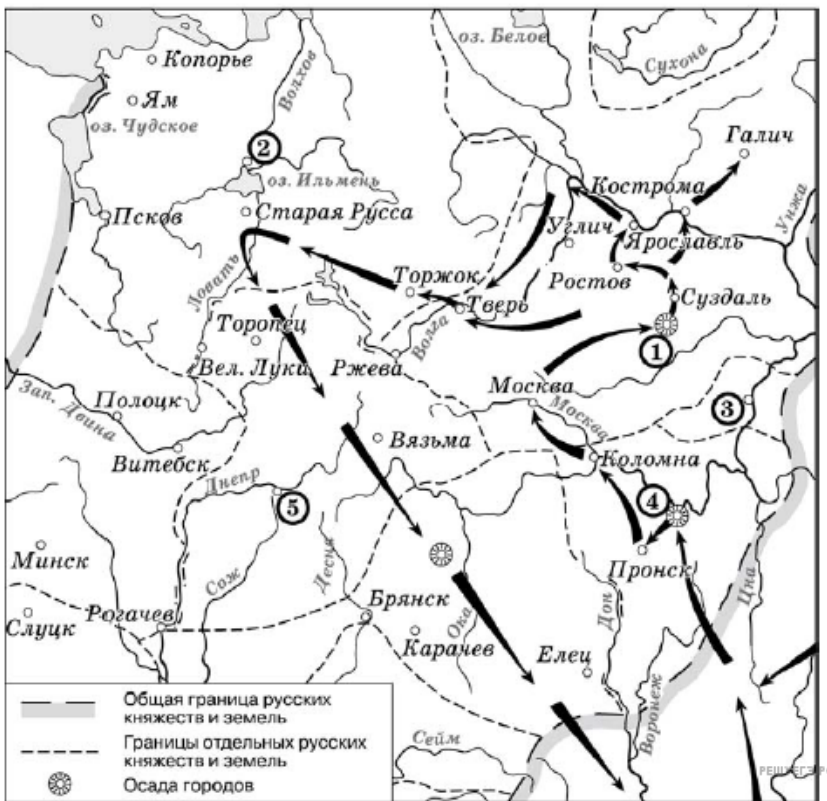 оз. Белое
Сухона
Копорье
Волхов
Ям
оз. Чудское
Галич
2
оз. Ильмень
Кострома
Унжа
Псков
Старая Русса
Углич
Ярославль
Ловать
Торжок
Ростов
Тверь
Суздаль
Торопец
Волга
1
Вел. Луки
Ржева
Москва
Москва
3
Зап. Двина
Полоцк
Вязьма
Витебск
Коломна
Днепр
4
5
Минск
Сож
Десна
Пронск
Цна
Слуцк
Рогачев
Брянск
Ока
Дон
Карачев
Елец
Воронеж
Общая граница русских
княжеств и земель
Границы отдельных русских
княжеств и земель
Сейм
Осада городов